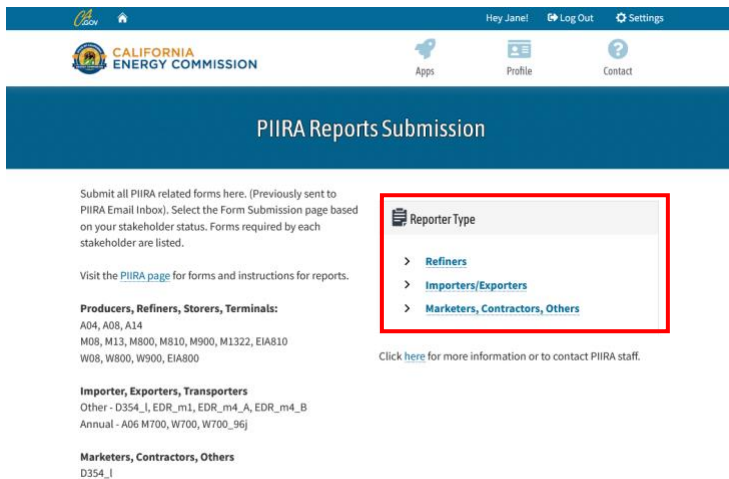 CA.GOV
Hey Jane! Log Out Settings
CALIFORNIA
ENERGY COMMISSION
Apps Profile Contact
PIIRA Reports Submission
Submit all PIIRA related forms here. (Previously sent to
PIIRA Email Inbox). Select the Form Submission page based
on your stakeholder status. Forms required by each
stakeholder are listed.
Visit the PIIRA page for forms and instructions for reports.
Producers, Refiners, Storers, Terminals:
A04, A08, A14
M08, M13, M800, M810, M900, M1322, EIA810
W08, W800, W900, EIA800
Importer, Exporters, Transporters
Other - D354_l, EDR_m1, EDR_m4_A, EDR_m4_B
Annual - A06 M700, W700, W700_96j
Marketers, Contractors, Others
D354_l
Reporter Type
Refiners
Importers/Exporters
Marketers, Contractors, Others
Click here for more information or to contact PIIRA staff.